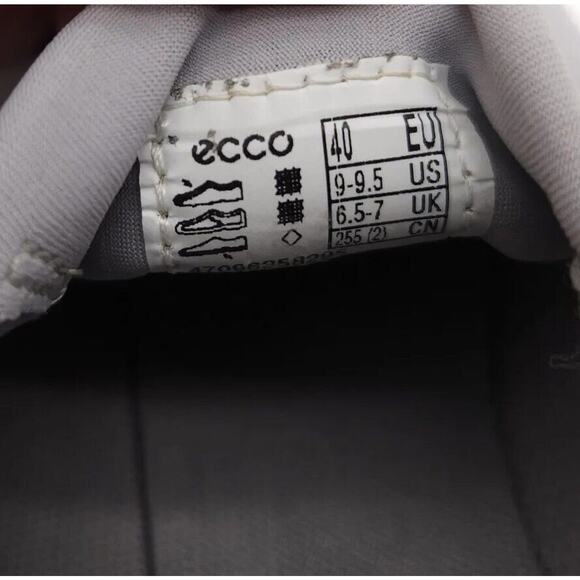 ecco
40 EU
9-9.5 US
6.5-7 UK
255 (2) CN